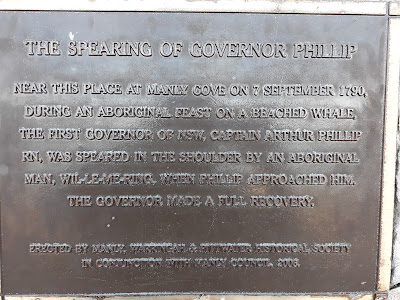 THE SPEARING OF GOVERNOR PHILLIP
NEAR THIS PLACE AT MANLY COVE ON 7 SEPTEMBER 1790,
DURING AN ABORIGINAL FEAST ON A BEACHED WHALE,
THE FIRST GOVERNOR OF NSW, CAPTAIN ARTHUR PHILLIP
RN, WAS SPEARED IN THE SHOULDER BY AN ABORIGINAL
MAN, WIL-LE-ME-RING, WHEN PHILLIP APPROACHED HIM.
THE GOVERNOR MADE A FULL RECOVERY.
ERECTED BY MANLY, WARRINGAH & PITTWATER HISTORICAL SOCIETY
IN CONJUNCTION WITH MANLY COUNCIL, 2006.